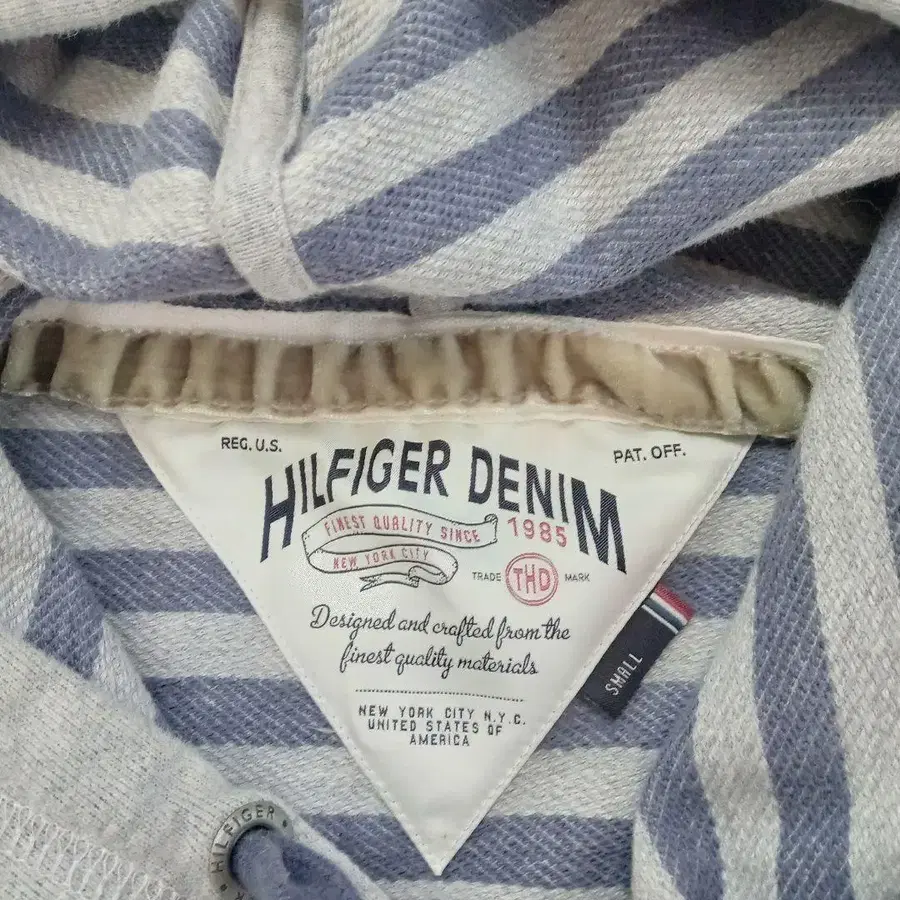 REG. U.S.
PAT. OFF.
HILFIGER DENIM
FINEST QUALITY SINCE 1985
NEW YORK CITY
TRADE THD MARK
Designed and crafted from the
finest quality materials
SMALL
NEW YORK CITY N.Y.C.
UNITED STATES OF
AMERICA
HILFIGER